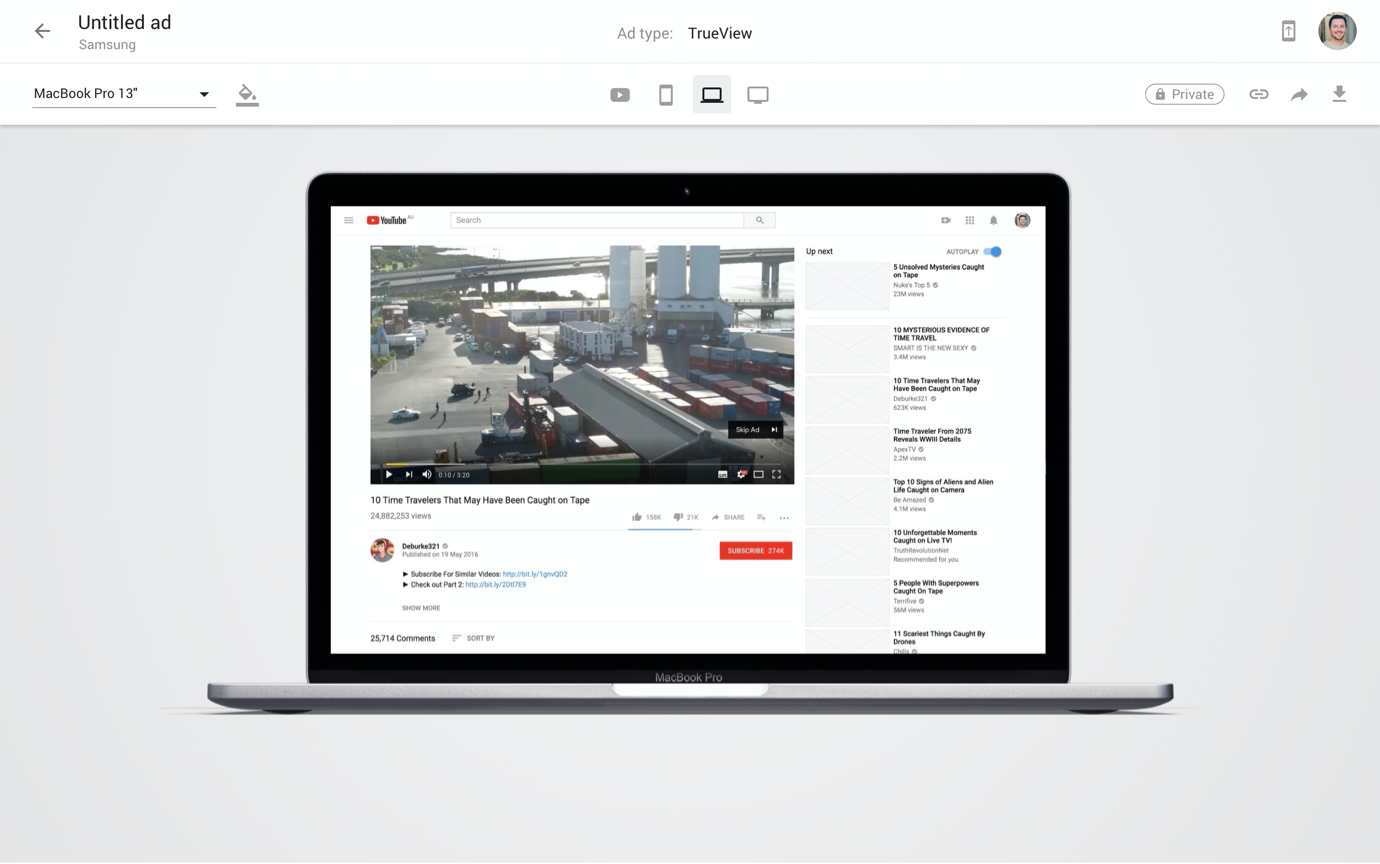 Untitled ad
Samsung
Ad type: TrueView
MacBook Pro 13"
Private
YouTube AU
Search
Skip Ad
0:10 / 3:20
10 Time Travelers That May Have Been Caught on Tape
24,882,253 views
158K
21K
SHARE
Deburke321
Published on 19 May 2016
SUBSCRIBE 274K
► Subscribe For Similar Videos: http://bit.ly/1gnvQD2
► Check out Part 2: http://bit.ly/2Dtl7E9
SHOW MORE
25,714 Comments
SORT BY
Up next
AUTOPLAY
5 Unsolved Mysteries Caught
on Tape
Nuke's Top 5
23M views
10 MYSTERIOUS EVIDENCE OF
TIME TRAVEL
SMART IS THE NEW SEXY
3.4M views
10 Time Travelers That May
Have Been Caught on Tape
Deburke321
623K views
Time Traveler From 2075
Reveals WWIII Details
ApexTV
2.2M views
Top 10 Signs of Aliens and Alien
Life Caught on Camera
Be Amazed
4.1M views
10 Unforgettable Moments
Caught on Live TV!
TruthRevolutionNet
Recommended for you
5 People With Superpowers
Caught On Tape
Terrifive
56M views
11 Scariest Things Caught By
Drones
Chills
MacBook Pro